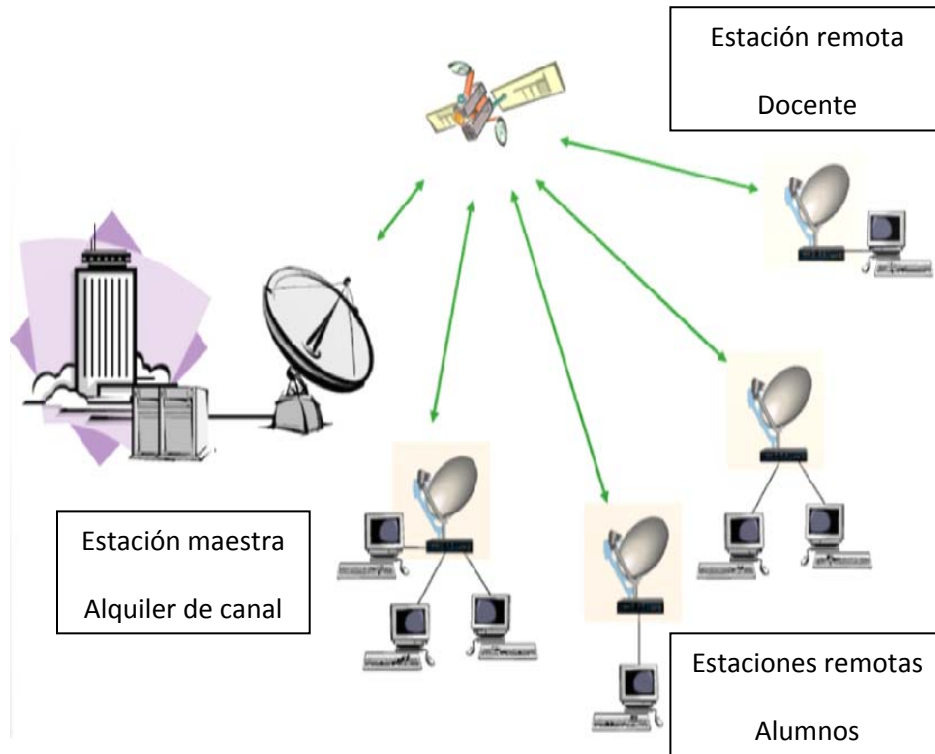 Estación remota
Docente
Estación maestra
Alquiler de canal
Estaciones remotas
Alumnos